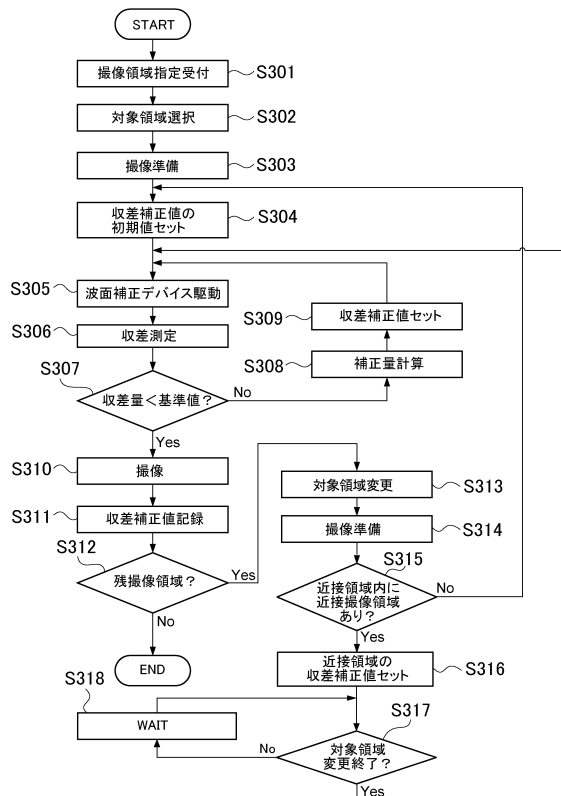 START
撮像領域指定受付
S301
対象領域選択
S302
撮像準備
S303
収差補正値の
初期値セット
S304
S305
波面補正デバイス駆動
S306
収差測定
S307
収差量＜基準値？
No
Yes
S308
補正量計算
S309
収差補正値セット
S310
撮像
S311
収差補正値記録
S312
残撮像領域？
Yes
No
END
対象領域変更
S313
撮像準備
S314
S315
近接領域内に
近接撮像領域
あり？
No
Yes
近接領域の
収差補正値セット
S316
S317
対象領域
変更終了？
No
Yes
S318
WAIT